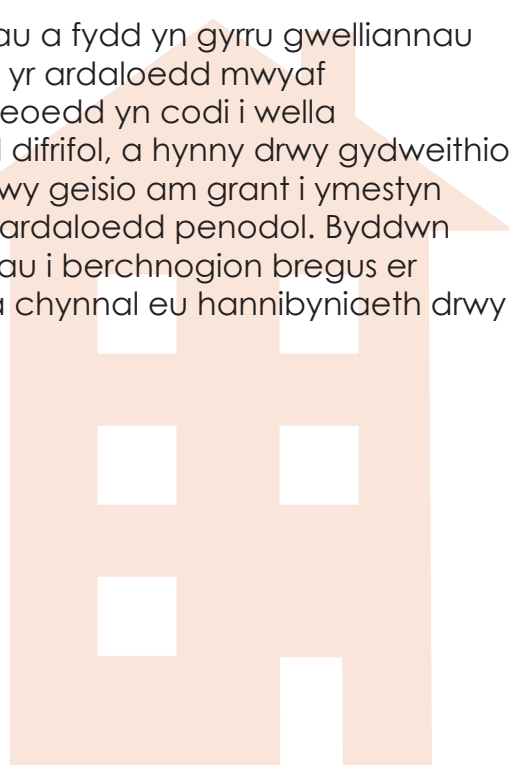 au a fydd yn gyrru gwelliannau
yr ardaloedd mwyaf
eoedd yn codi i wella
difrifol, a hynny drwy gydweithio
wy geisio am grant i ymestyn
ardaloedd penodol. Byddwn
au i berchnogion bregus er
chynnal eu hannibyniaeth drwy